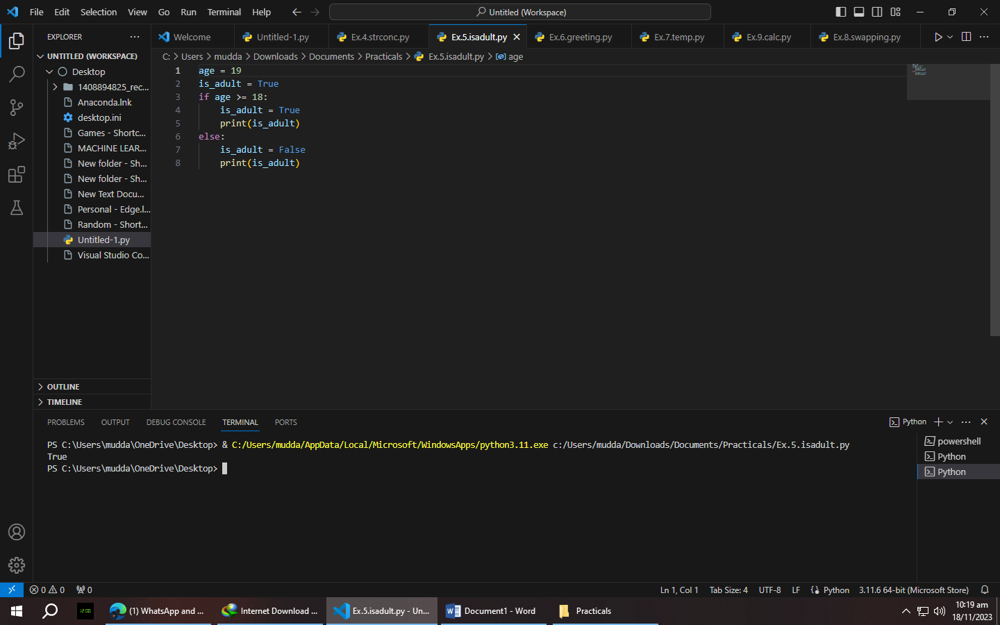 File Edit Selection View Go Run Terminal Help
Untitled (Workspace)
EXPLORER
Welcome
Untitled-1.py
Ex.4.strconc.py
Ex.5.isadult.py
Ex.6.greeting.py
Ex.7.temp.py
Ex.9.calc.py
Ex.8.swapping.py
C: > Users > mudda > Downloads > Documents > Practicals > Ex.5.isadult.py > age
UNTITLED (WORKSPACE)
Desktop
1408894825_rec...
Anaconda.lnk
desktop.ini
Games - Shortc...
MACHINE LEAR...
New folder - Sh...
New folder - Sh...
New Text Docu...
Personal - Edge.l...
Random - Short...
Untitled-1.py
Visual Studio Co...
OUTLINE
TIMELINE
1 age = 19
2 is_adult = True
3 if age >= 18:
4 is_adult = True
5 print(is_adult)
6 else:
7 is_adult = False
8 print(is_adult)
PROBLEMS OUTPUT DEBUG CONSOLE TERMINAL PORTS
Python
PS C:\Users\mudda\OneDrive\Desktop> & C:/Users/mudda/AppData/Local/Microsoft/WindowsApps/python3.11.exe c:/Users/mudda/Downloads/Documents/Practicals/Ex.5.isadult.py
True
PS C:\Users\mudda\OneDrive\Desktop>
powershell
Python
Python
0 0 0
Ln 1, Col 1 Tab Size: 4 UTF-8 LF Python 3.11.6 64-bit (Microsoft Store)
12:00
(1) WhatsApp and ...
Internet Download ...
Ex.5.isadult.py - Un...
Document1 - Word
Practicals
10:19 am
18/11/2023